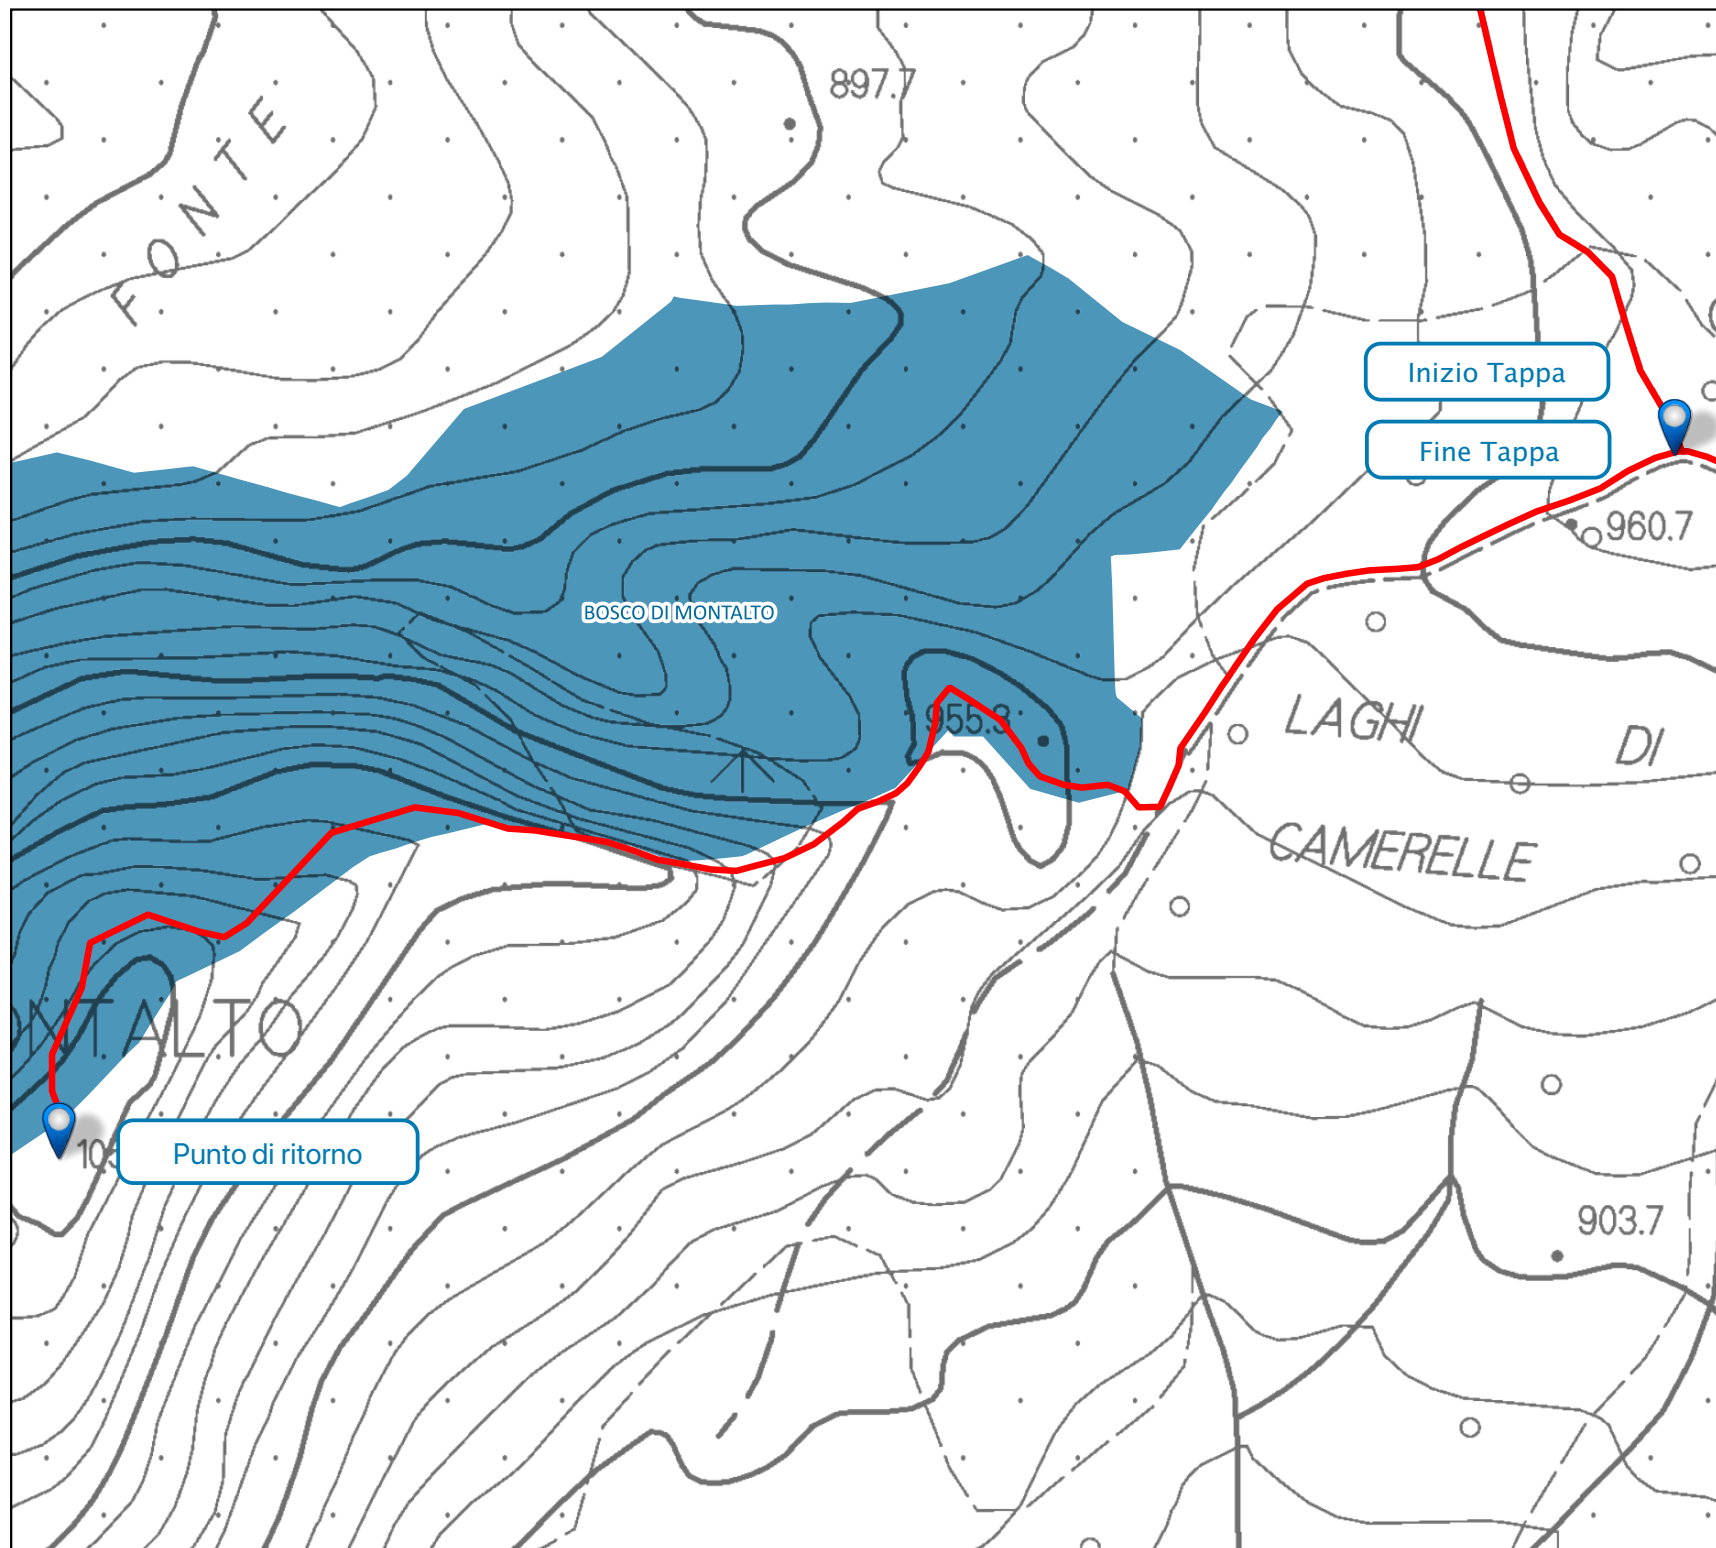 897.7
FONTE
Inizio Tappa
Fine Tappa
960.7
BOSCO DI MONTALTO
955.3
LAGHI DI
CAMERELLE
ONTALTO
Punto di ritorno
903.7